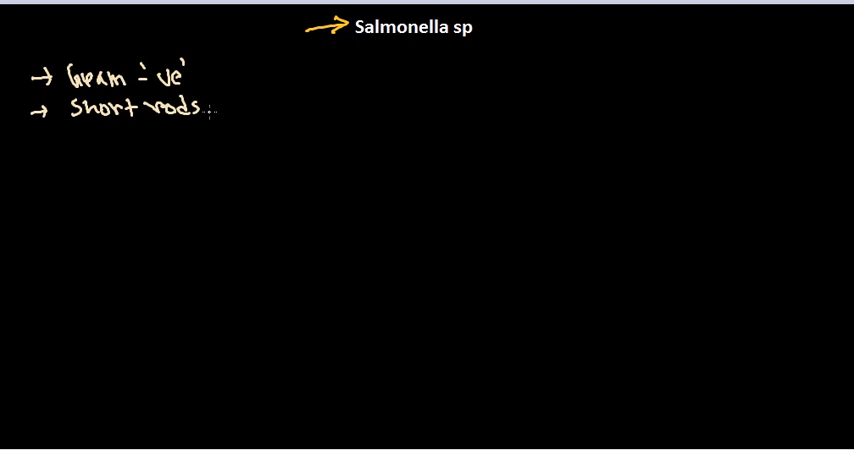 → Salmonella sp
→ Gram '-ve'
→ Short rods